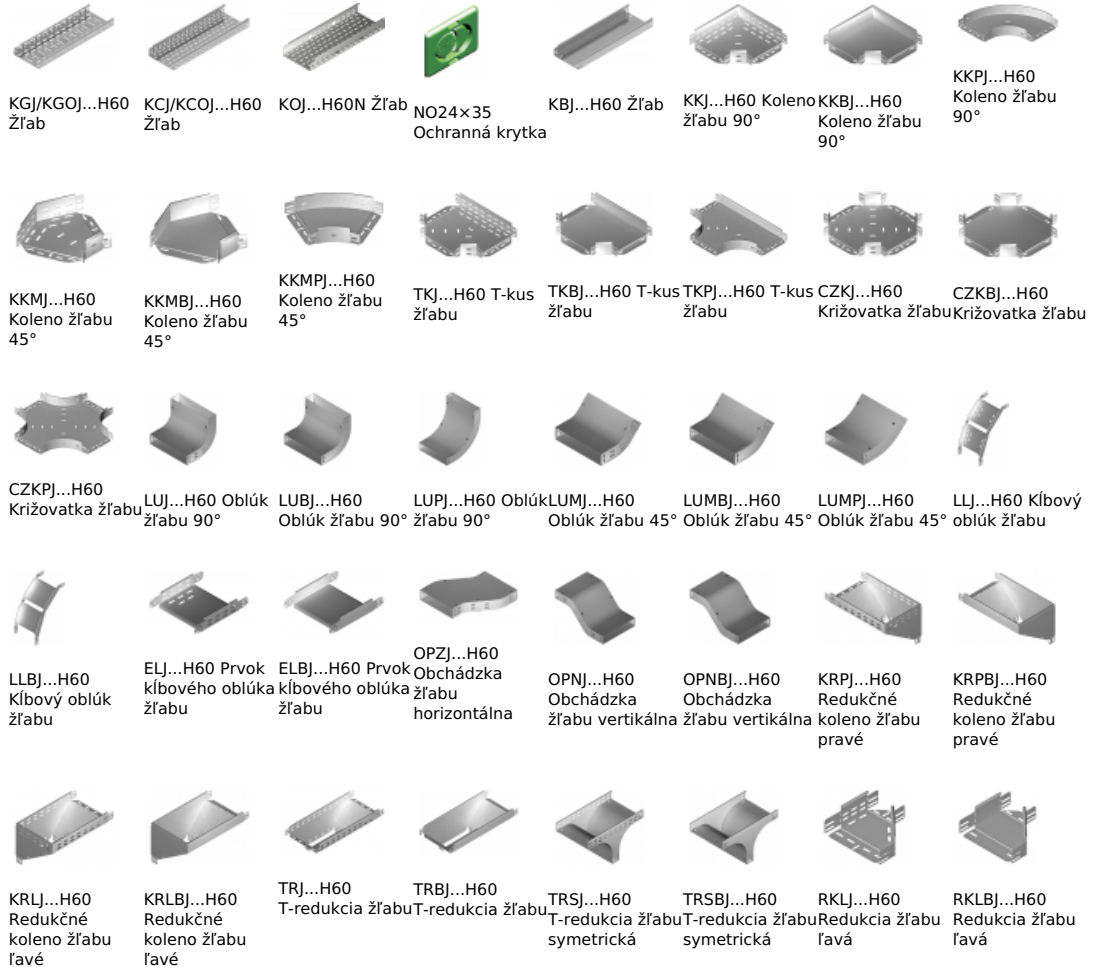 KGJ/KGOJ...H60
Žľab
KCJ/KCOJ...H60
Žľab
KOJ...H60N Žľab
NO24×35
Ochranná krytka
KBJ...H60 Žľab
KKJ...H60 Koleno
žľabu 90°
KKBJ...H60
Koleno žľabu
90°
KKPJ...H60
Koleno žľabu
90°
KKMJ...H60
Koleno žľabu
45°
KKMBJ...H60
Koleno žľabu
45°
KKMPJ...H60
Koleno žľabu
45°
TKJ...H60 T-kus
žľabu
TKBJ...H60 T-kus
žľabu
TKPJ...H60 T-kus
žľabu
CZKJ...H60
Križovatka žľabu
CZKBJ...H60
Križovatka žľabu
CZKPJ...H60
Križovatka žľabu
LUJ...H60 Oblúk
žľabu 90°
LUBJ...H60
Oblúk žľabu 90°
LUPJ...H60 Oblúk
žľabu 90°
LUMJ...H60
Oblúk žľabu 45°
LUMBJ...H60
Oblúk žľabu 45°
LUMPJ...H60
Oblúk žľabu 45°
LLJ...H60 Kĺbový
oblúk žľabu
LLBJ...H60
Kĺbový oblúk
žľabu
ELJ...H60 Prvok
kĺbového oblúka
žľabu
ELBJ...H60 Prvok
kĺbového oblúka
žľabu
OPZJ...H60
Obchádzka
žľabu
horizontálna
OPNJ...H60
Obchádzka
žľabu vertikálna
OPNBJ...H60
Obchádzka
žľabu vertikálna
KRPJ...H60
Redukčné
koleno žľabu
pravé
KRPBJ...H60
Redukčné
koleno žľabu
pravé
KRLJ...H60
Redukčné
koleno žľabu
ľavé
KRLBJ...H60
Redukčné
koleno žľabu
ľavé
TRJ...H60
T-redukcia žľabu
TRBJ...H60
T-redukcia žľabu
TRSJ...H60
T-redukcia žľabu
symetrická
TRSBJ...H60
T-redukcia žľabu
symetrická
RKLJ...H60
Redukcia žľabu
ľavá
RKLBJ...H60
Redukcia žľabu
ľavá